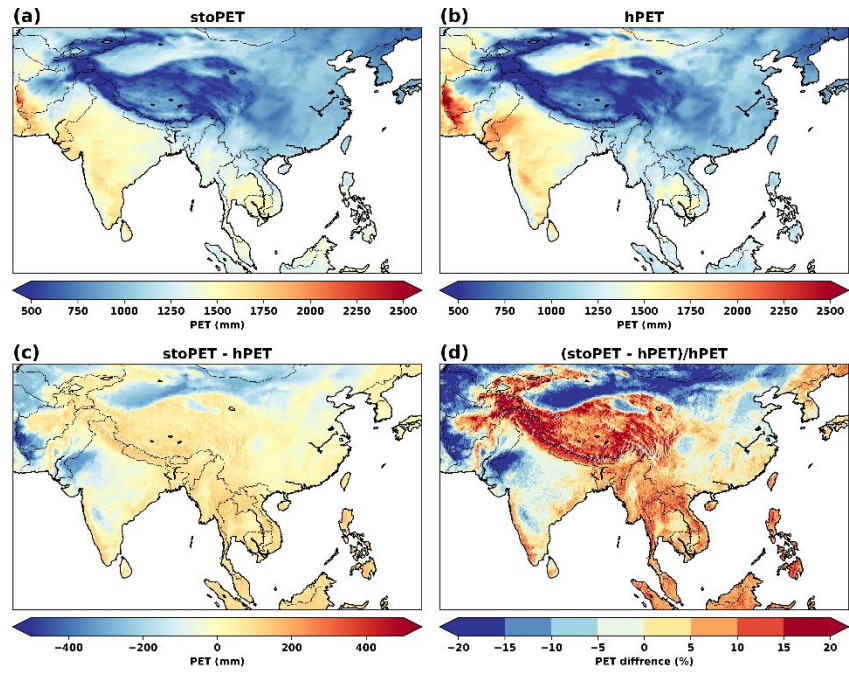 (a) stoPET
(b) hPET
500 750 1000 1250 1500 1750 2000 2250 2500
PET (mm)
500 750 1000 1250 1500 1750 2000 2250 2500
PET (mm)
(c) stoPET - hPET
(d) (stoPET - hPET)/hPET
−400 −200 0 200 400
PET (mm)
−20 −15 −10 −5 0 5 10 15 20
PET diffrence (%)